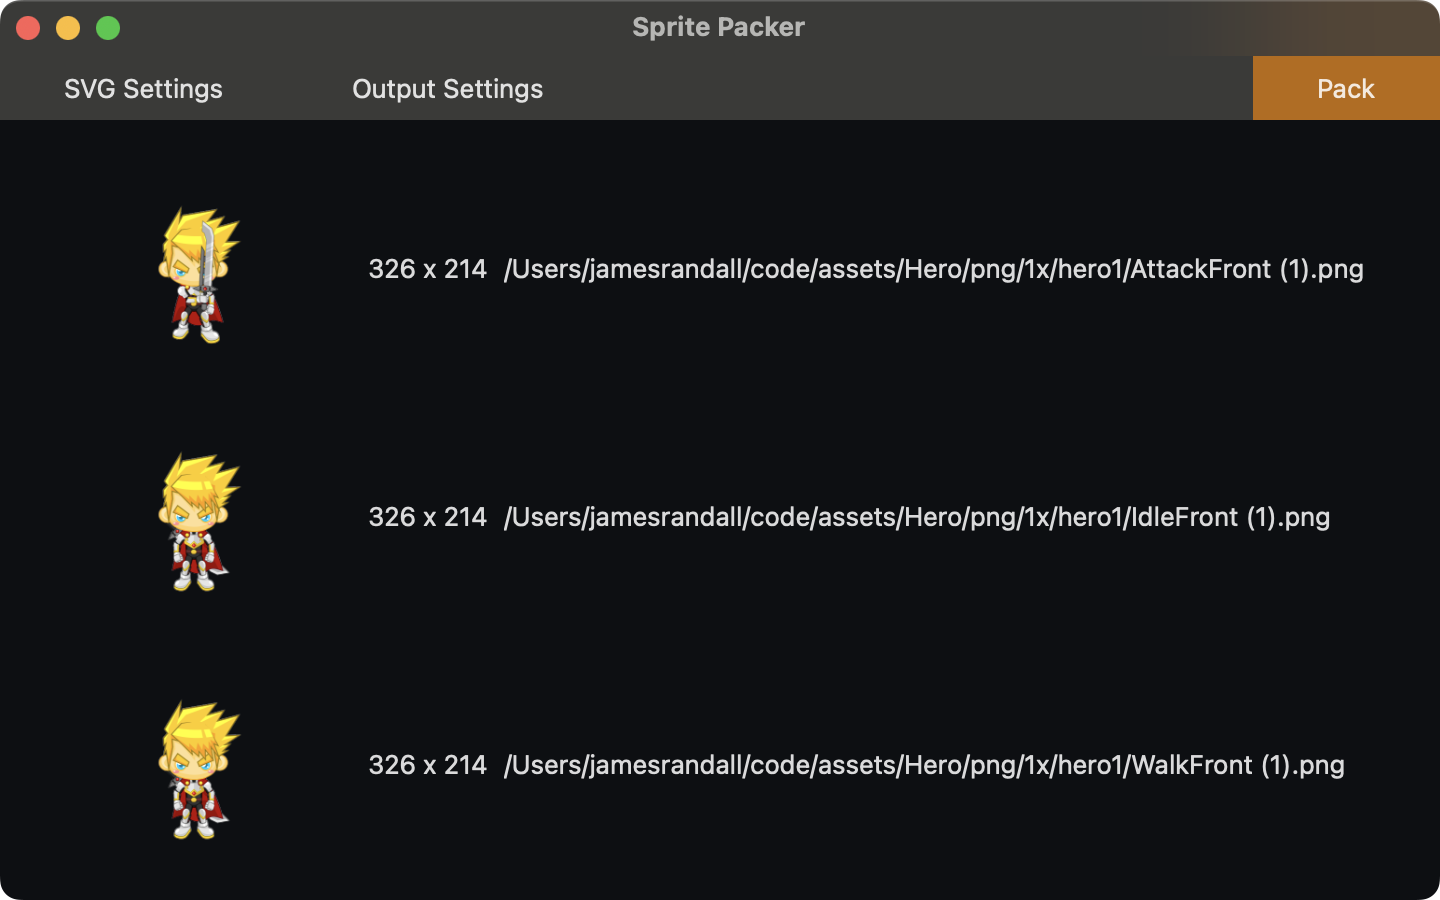 Sprite Packer
SVG Settings
Output Settings
Pack
326 x 214 /Users/jamesrandall/code/assets/Hero/png/1x/hero1/AttackFront (1).png
326 x 214 /Users/jamesrandall/code/assets/Hero/png/1x/hero1/IdleFront (1).png
326 x 214 /Users/jamesrandall/code/assets/Hero/png/1x/hero1/WalkFront (1).png